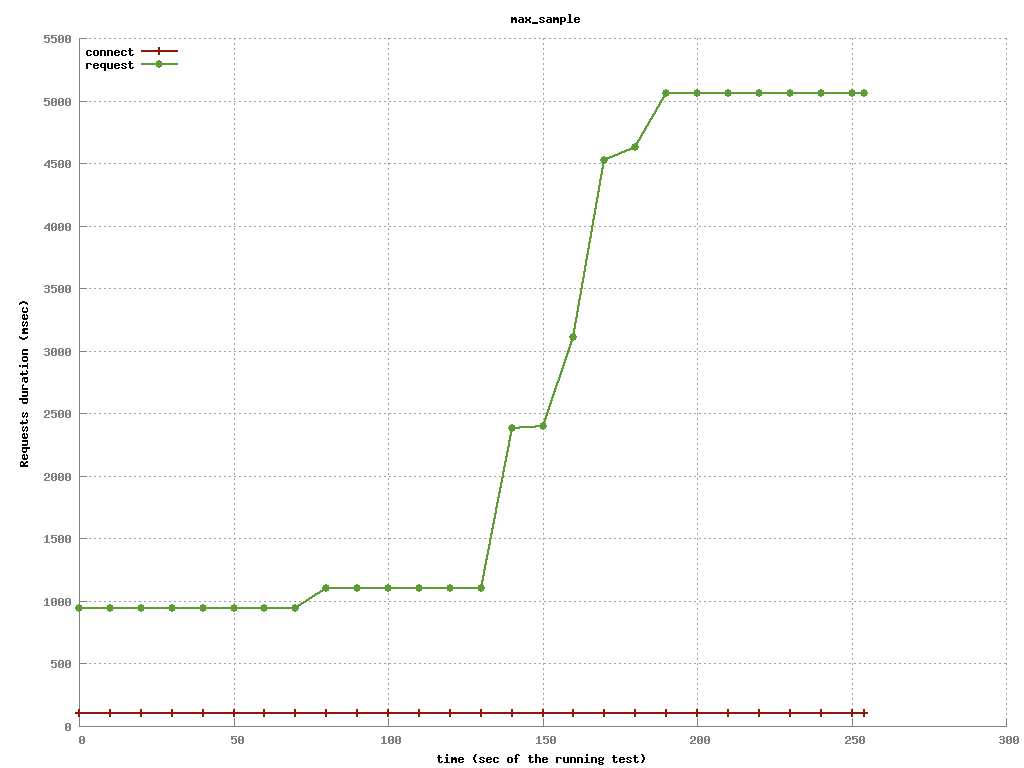 max_sample
5500
connect
request
5000
4500
4000
3500
3000
2500
2000
1500
1000
500
0
Requests duration (msec)
0 50 100 150 200 250 300
time (sec of the running test)